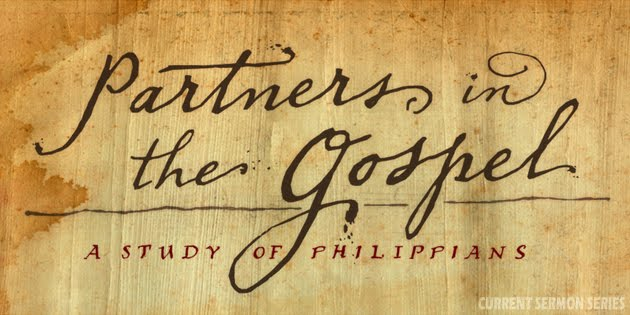 Partners in
the Gospel
A STUDY OF PHILIPPIANS
CURRENT SERMON SERIES